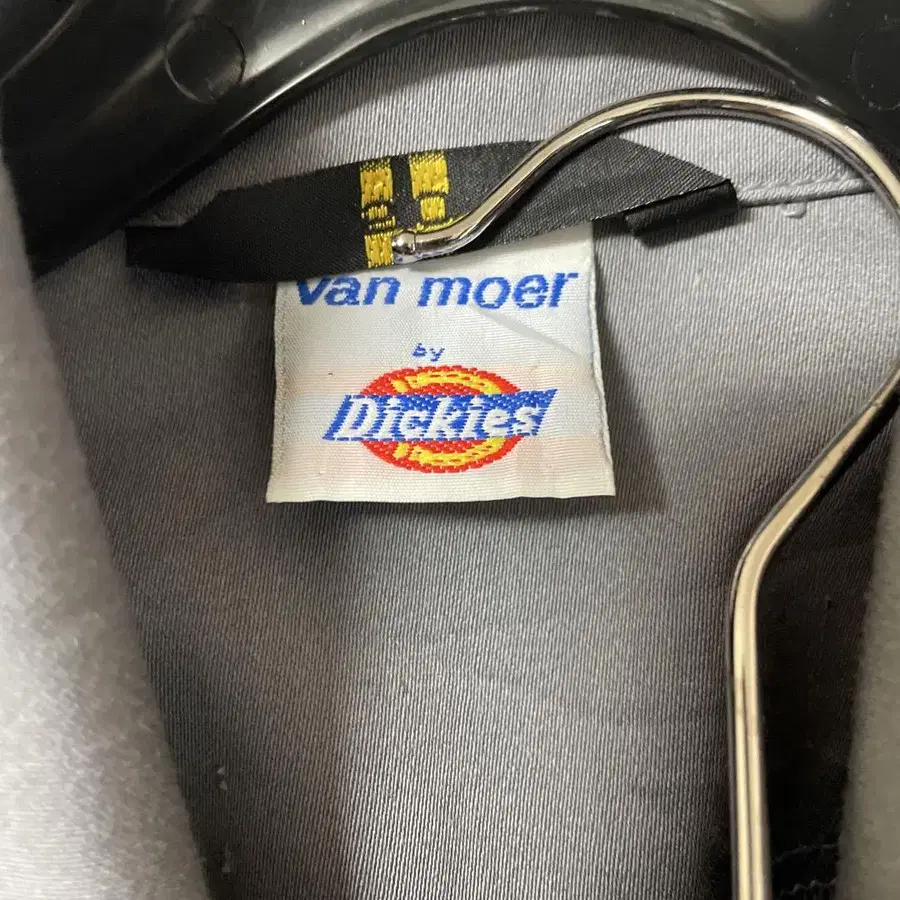 van moer
by
Dickies